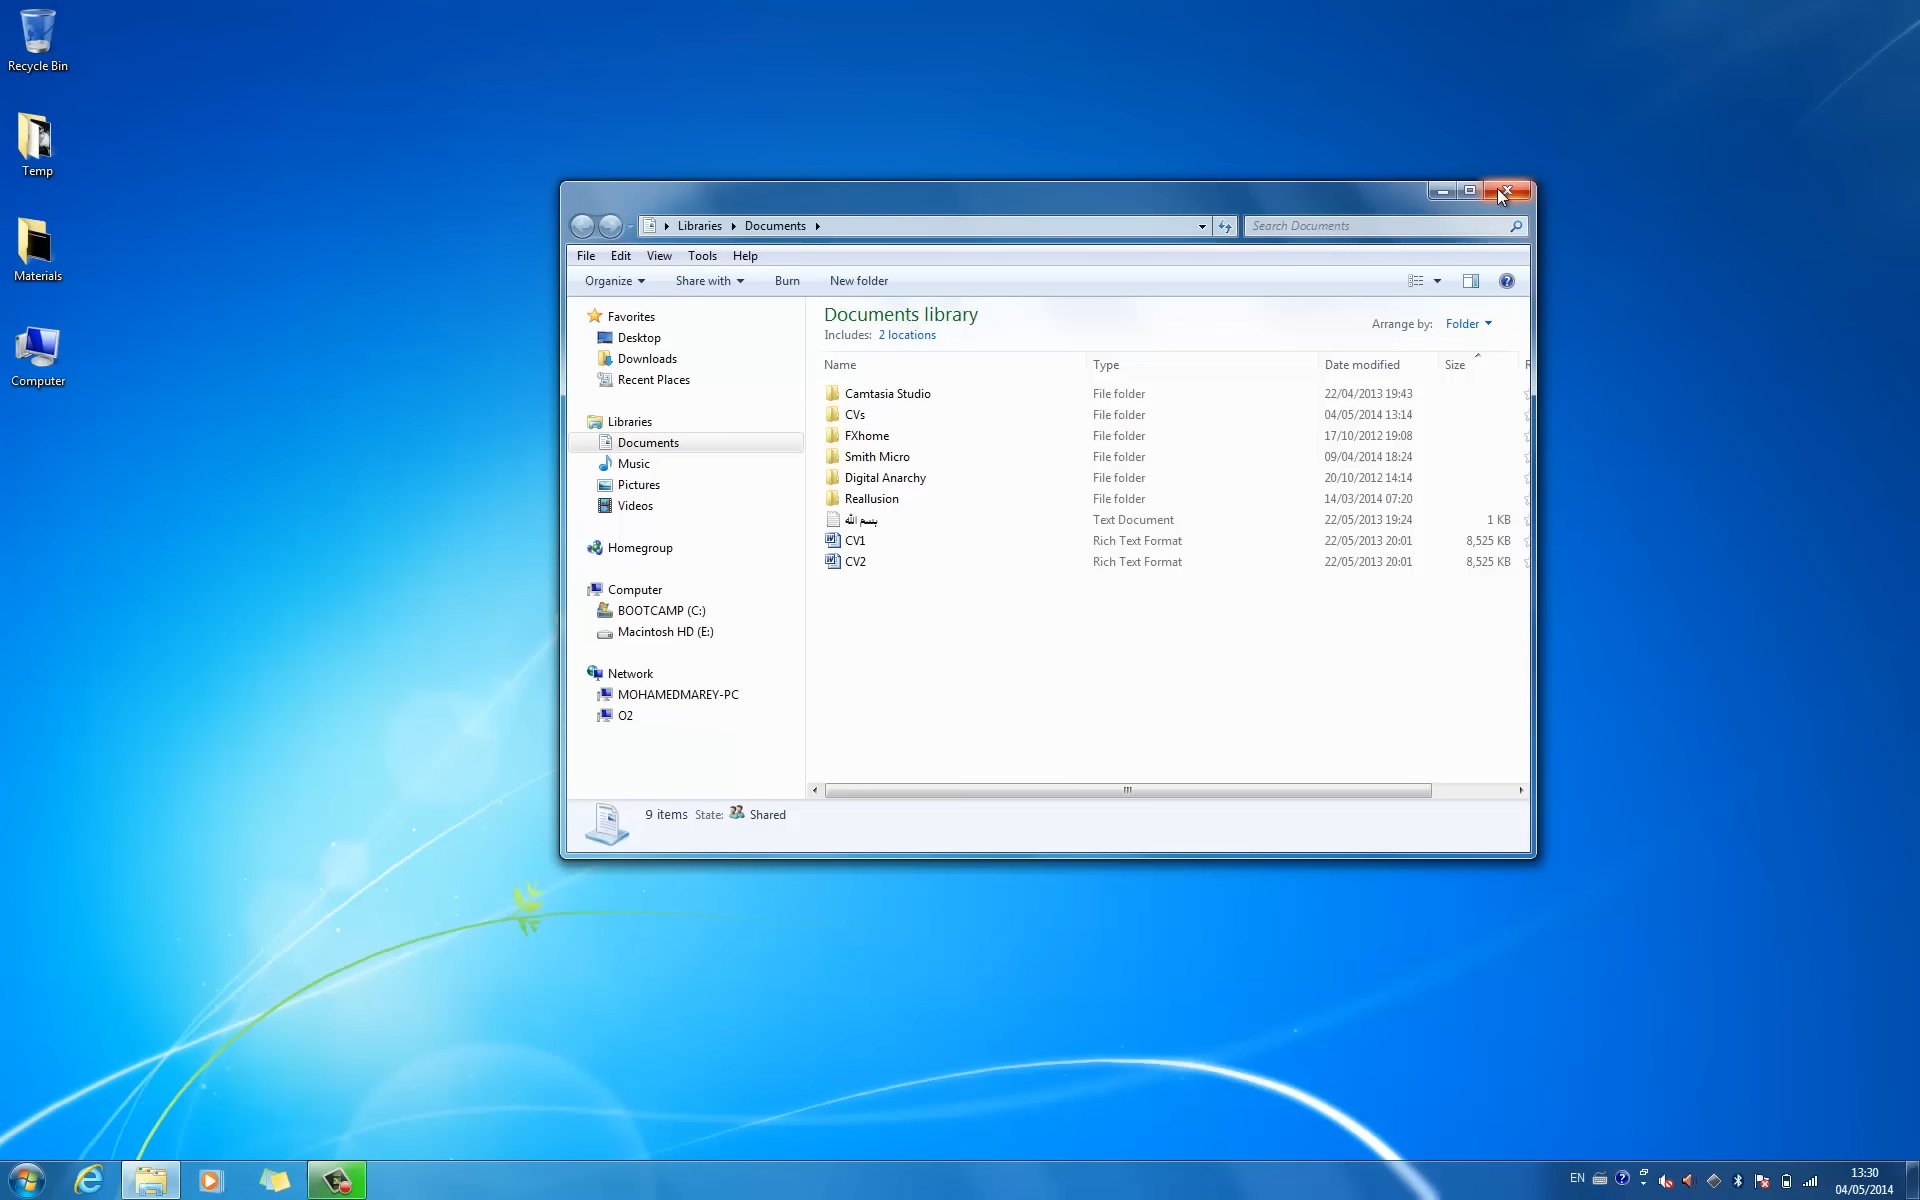 Recycle Bin
Temp
Materials
Computer
Libraries Documents
Search Documents
File Edit View Tools Help
Organize Share with Burn New folder
Favorites
Desktop
Downloads
Recent Places
Libraries
Documents
Music
Pictures
Videos
Homegroup
Computer
BOOTCAMP (C:)
Macintosh HD (E:)
Network
MOHAMEDMAREY-PC
O2
Documents library
Includes: 2 locations
Arrange by: Folder
Name Type Date modified Size
Camtasia Studio File folder 22/04/2013 19:43
CVs File folder 04/05/2014 13:14
FXhome File folder 17/10/2012 19:08
Smith Micro File folder 09/04/2014 18:24
Digital Anarchy File folder 20/10/2012 14:14
Reallusion File folder 14/03/2014 07:20
بسم الله Text Document 22/05/2013 19:24 1 KB
CV1 Rich Text Format 22/05/2013 20:01 8,525 KB
CV2 Rich Text Format 22/05/2013 20:01 8,525 KB
9 items State: Shared
EN
13:30
04/05/2014